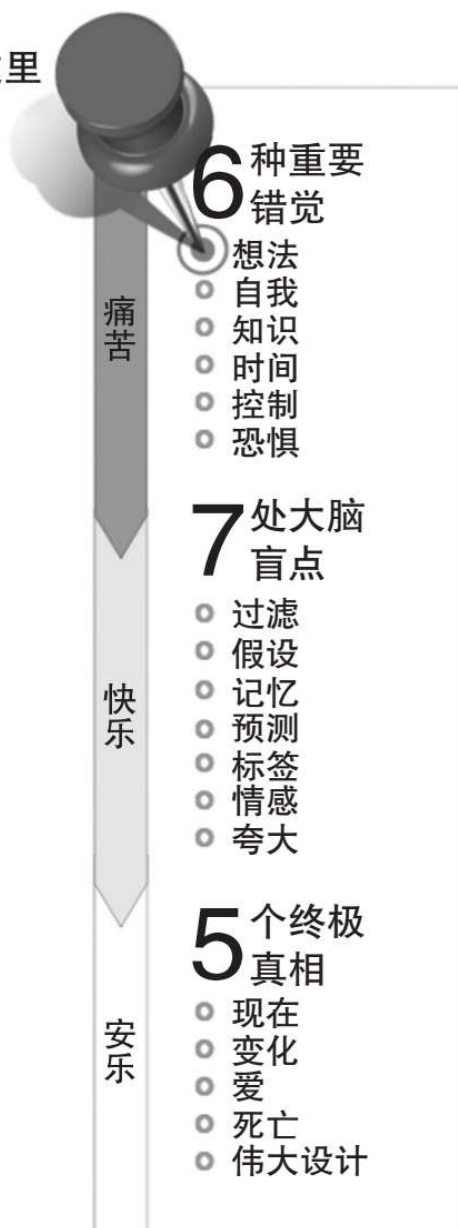 里
6种重要
错觉
想法
自我
知识
时间
控制
恐惧
痛苦
7处大脑
盲点
过滤
假设
记忆
预测
标签
情感
夸大
快乐
5个终极
真相
现在
变化
爱
死亡
伟大设计
安乐